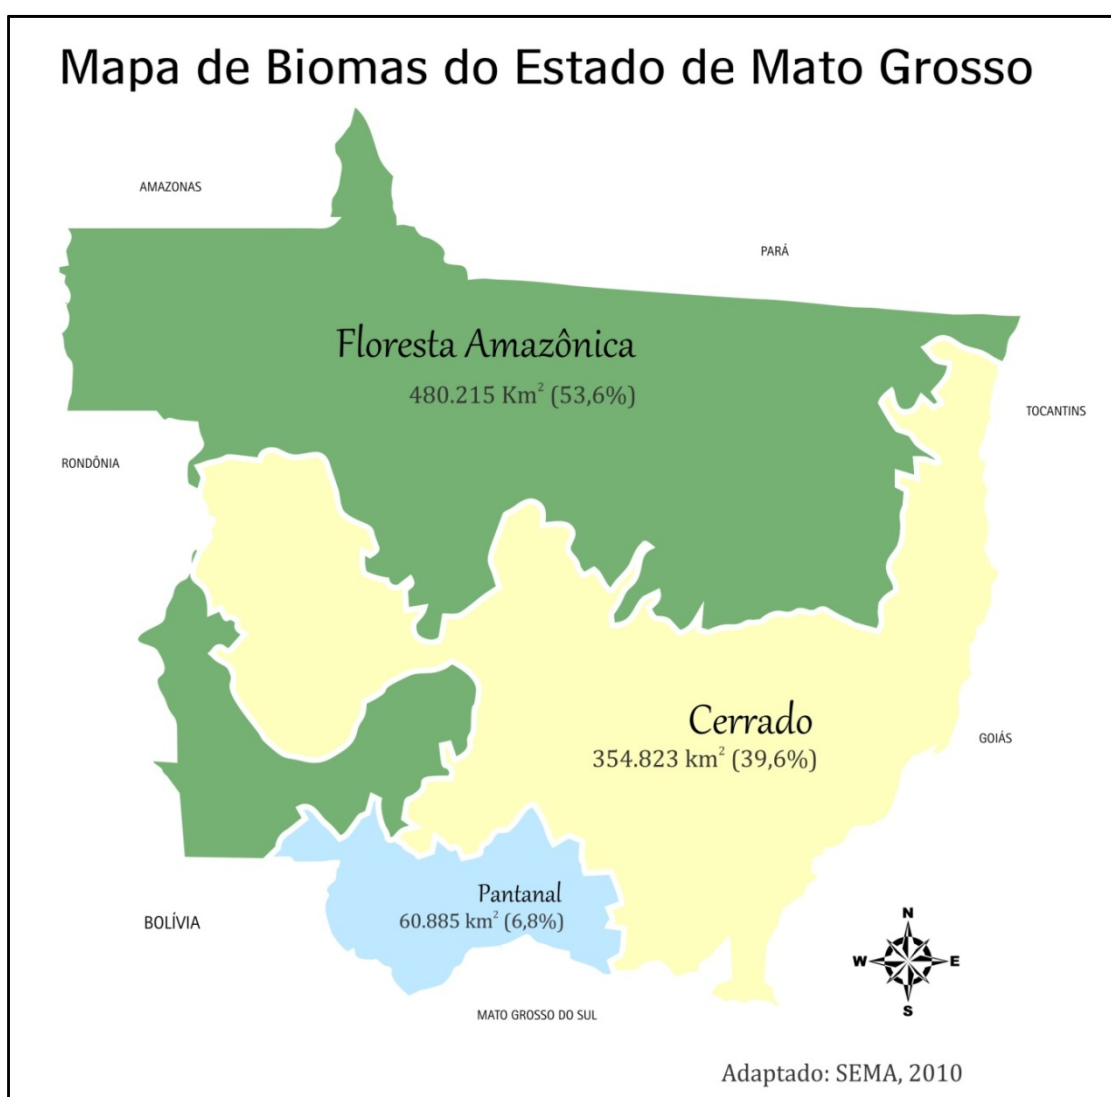 Mapa de Biomas do Estado de Mato Grosso
AMAZONAS
PARÁ
Floresta Amazônica
480.215 Km² (53,6%)
TOCANTINS
RONDÔNIA
Cerrado
354.823 km² (39,6%)
GOIÁS
Pantanal
60.885 km² (6,8%)
BOLÍVIA
N
W E
S
MATO GROSSO DO SUL
Adaptado: SEMA, 2010